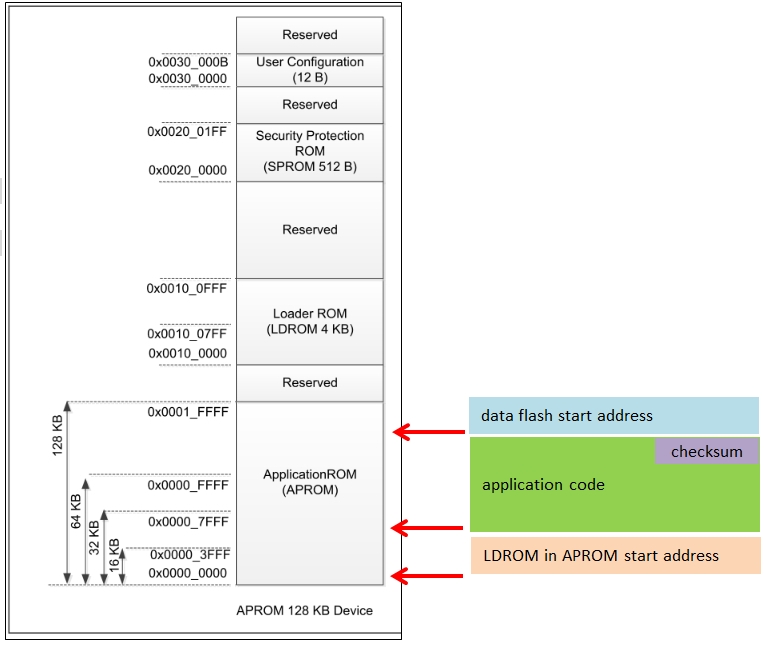 Reserved
0x0030_000B
0x0030_0000
User Configuration
(12 B)
Reserved
0x0020_01FF
0x0020_0000
Security Protection
ROM
(SPROM 512 B)
Reserved
0x0010_0FFF
0x0010_07FF
0x0010_0000
Loader ROM
(LDROM 4 KB)
Reserved
0x0001_FFFF
0x0000_FFFF
0x0000_7FFF
0x0000_3FFF
0x0000_0000
128 KB
64 KB
32 KB
16 KB
ApplicationROM
(APROM)
APROM 128 KB Device
data flash start address
checksum
application code
LDROM in APROM start address